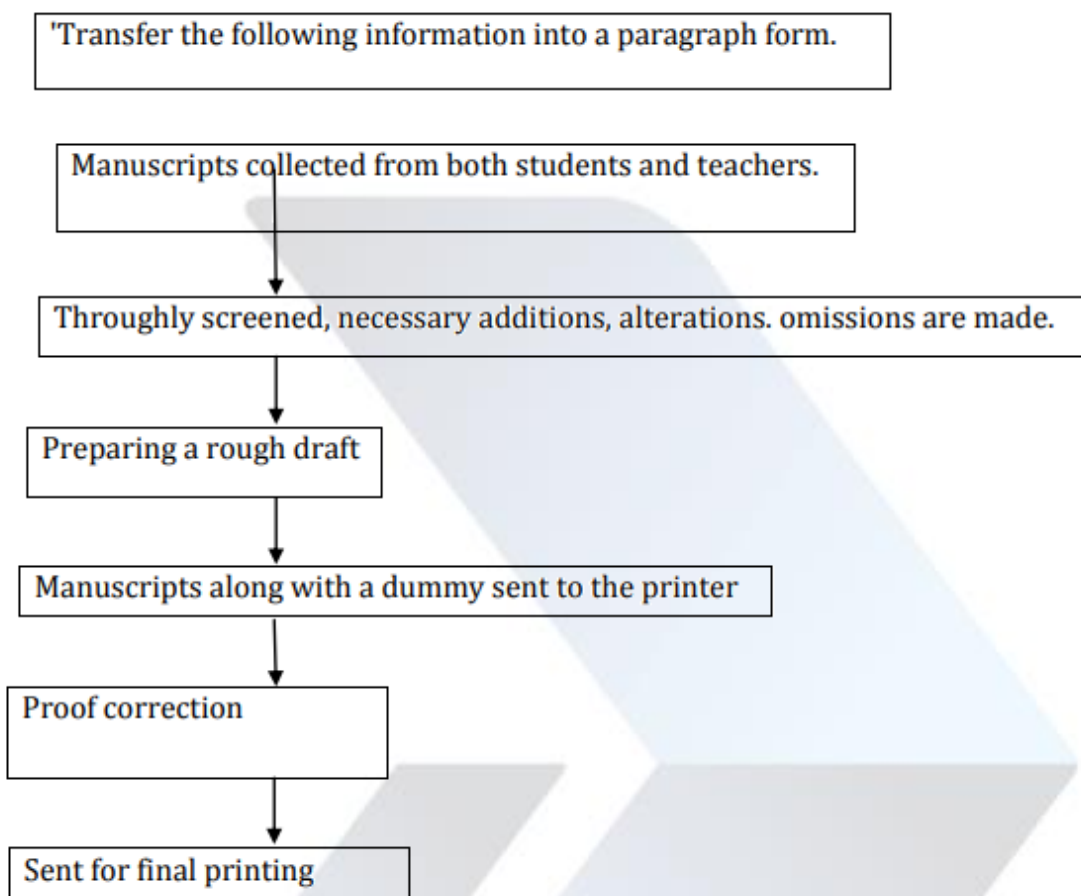 'Transfer the following information into a paragraph form.
Manuscripts collected from both students and teachers.
Throughly screened, necessary additions, alterations. omissions are made.
Preparing a rough draft
Manuscripts along with a dummy sent to the printer
Proof correction
Sent for final printing